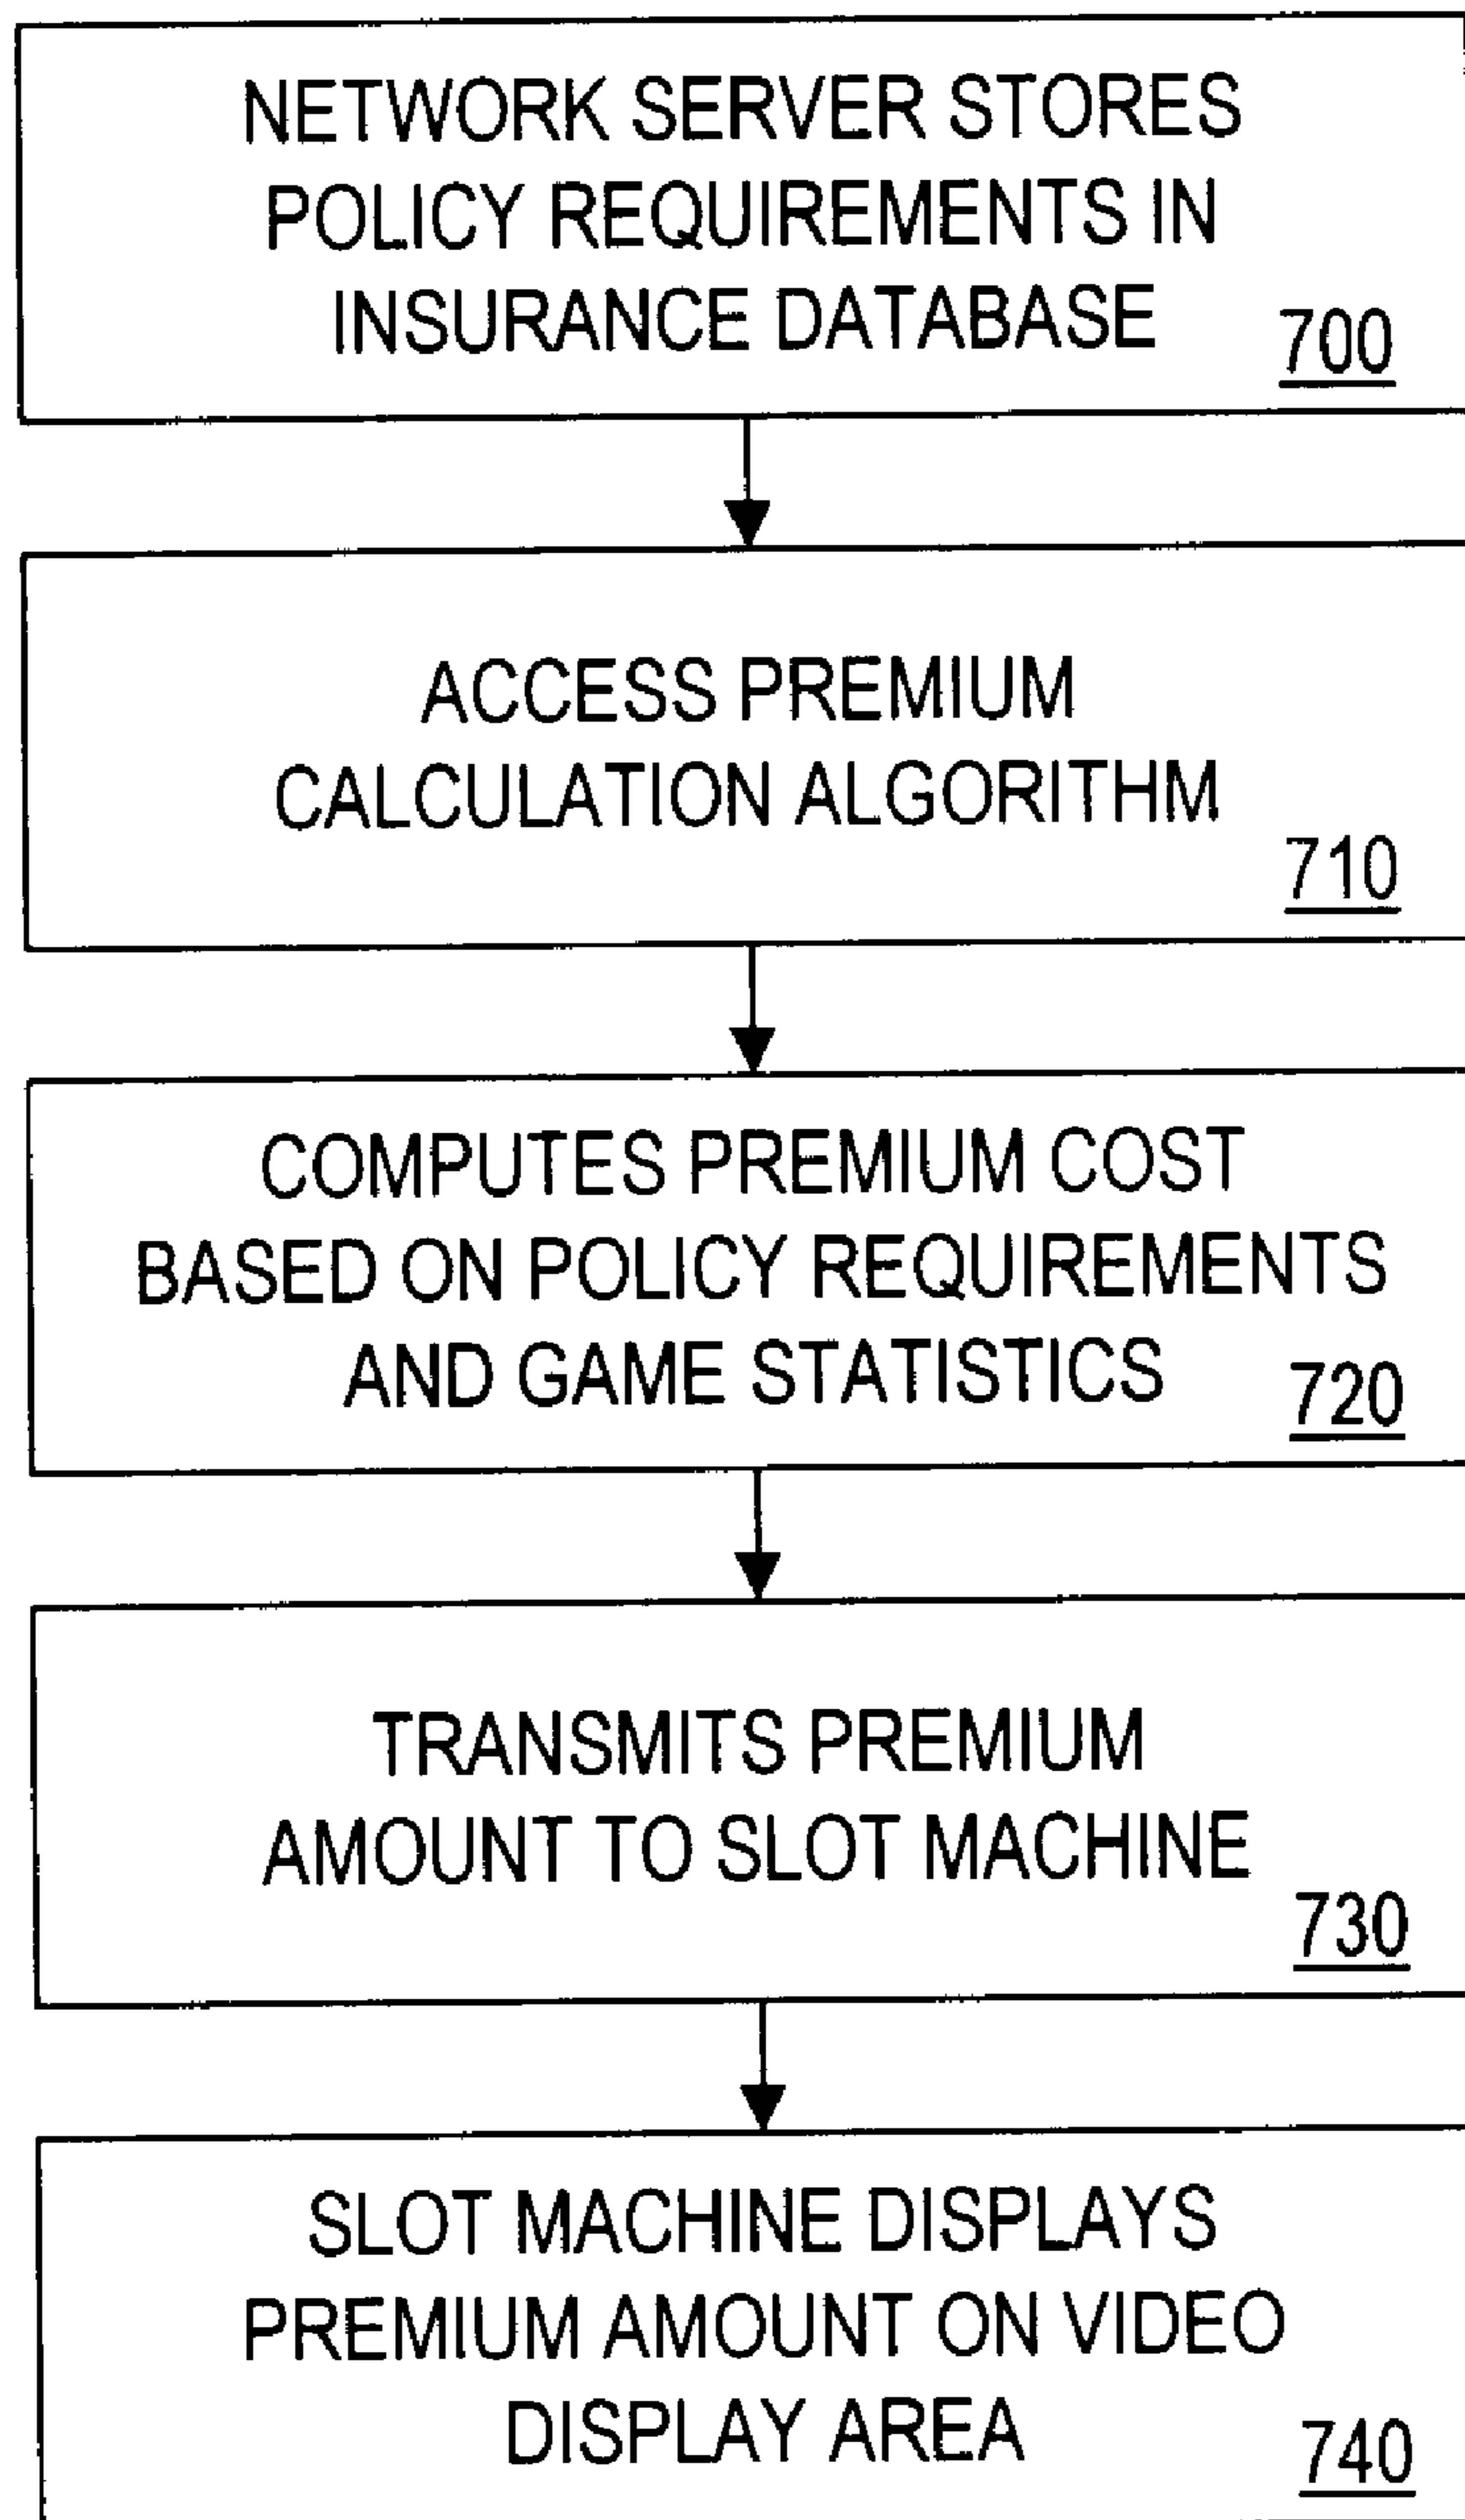 NETWORK SERVER STORES
POLICY REQUIREMENTS IN
INSURANCE DATABASE
700
ACCESS PREMIUM
CALCULATION ALGORITHM
710
COMPUTES PREMIUM COST
BASED ON POLICY REQUIREMENTS
AND GAME STATISTICS
720
TRANSMITS PREMIUM
AMOUNT TO SLOT MACHINE
730
SLOT MACHINE DISPLAYS
PREMIUM AMOUNT ON VIDEO
DISPLAY AREA
740